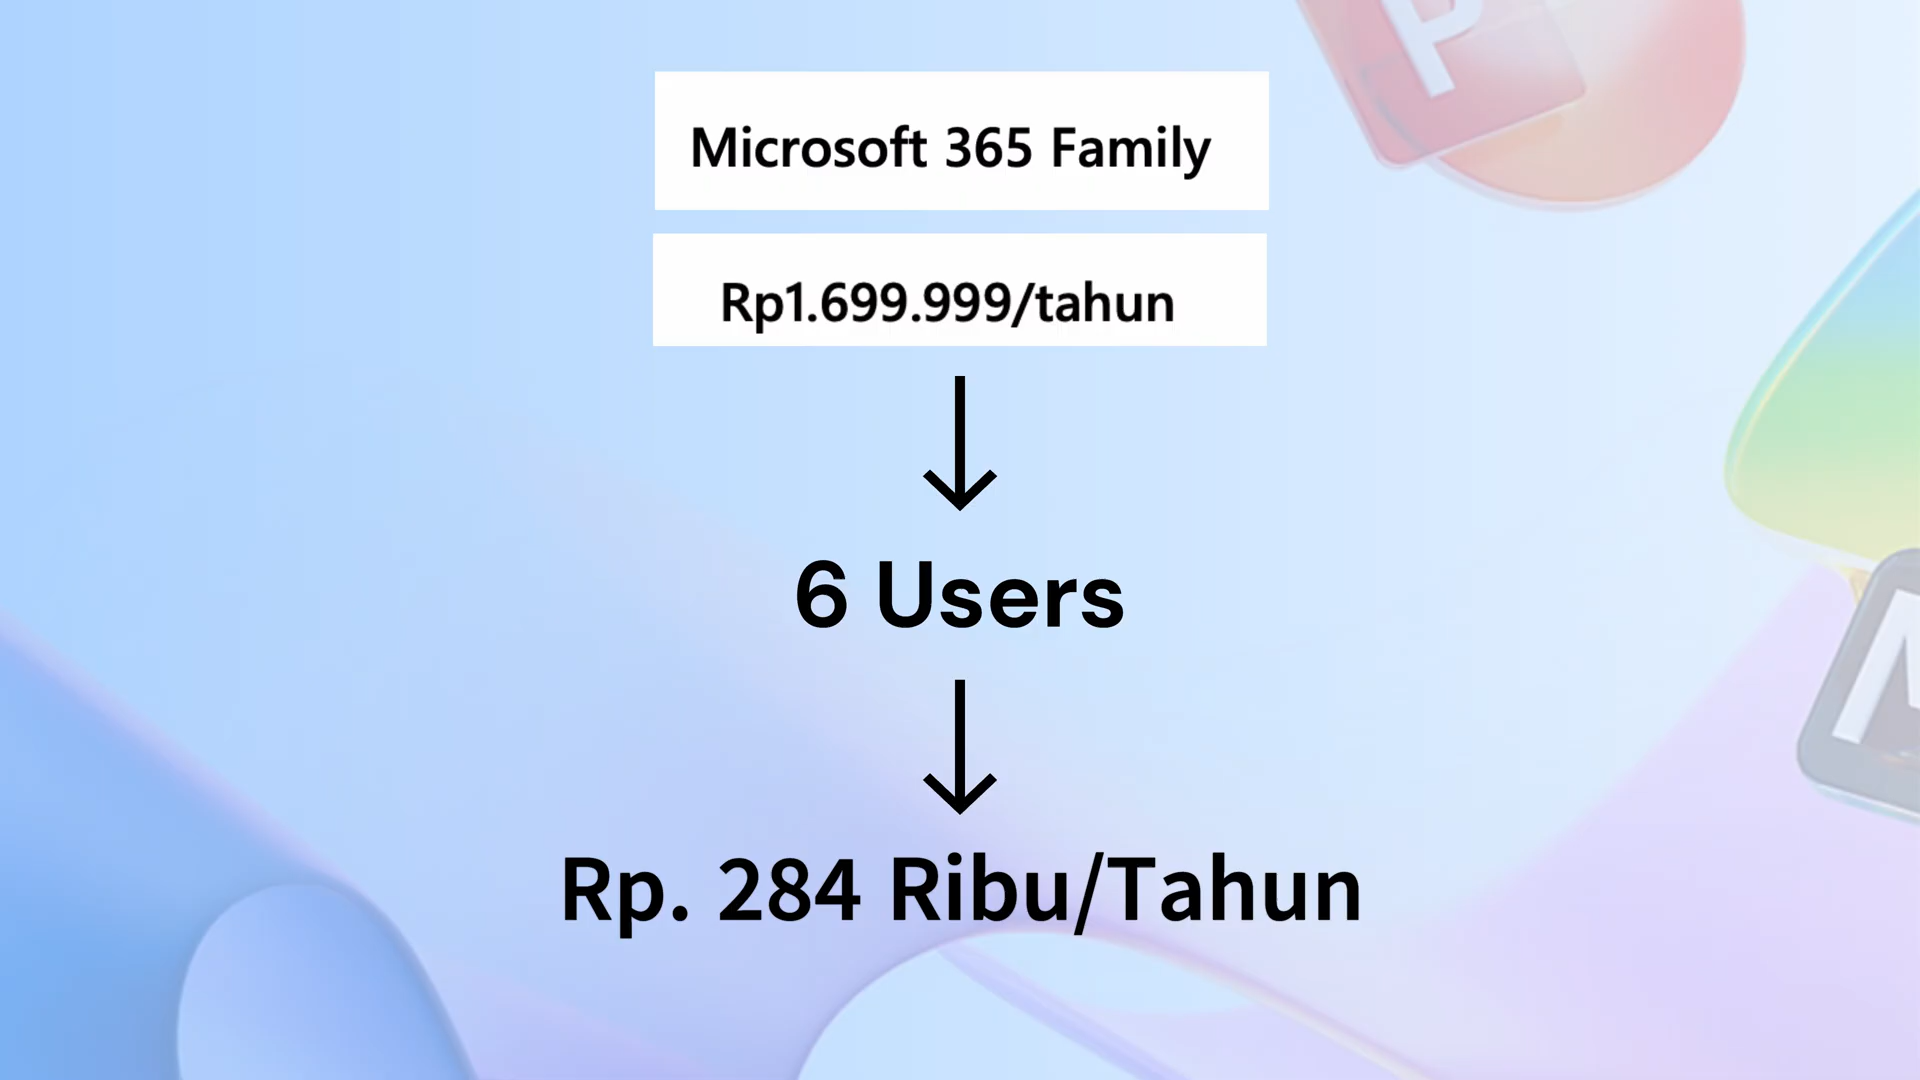 P
Microsoft 365 Family
Rp1.699.999/tahun
6 Users
M
Rp. 284 Ribu/Tahun